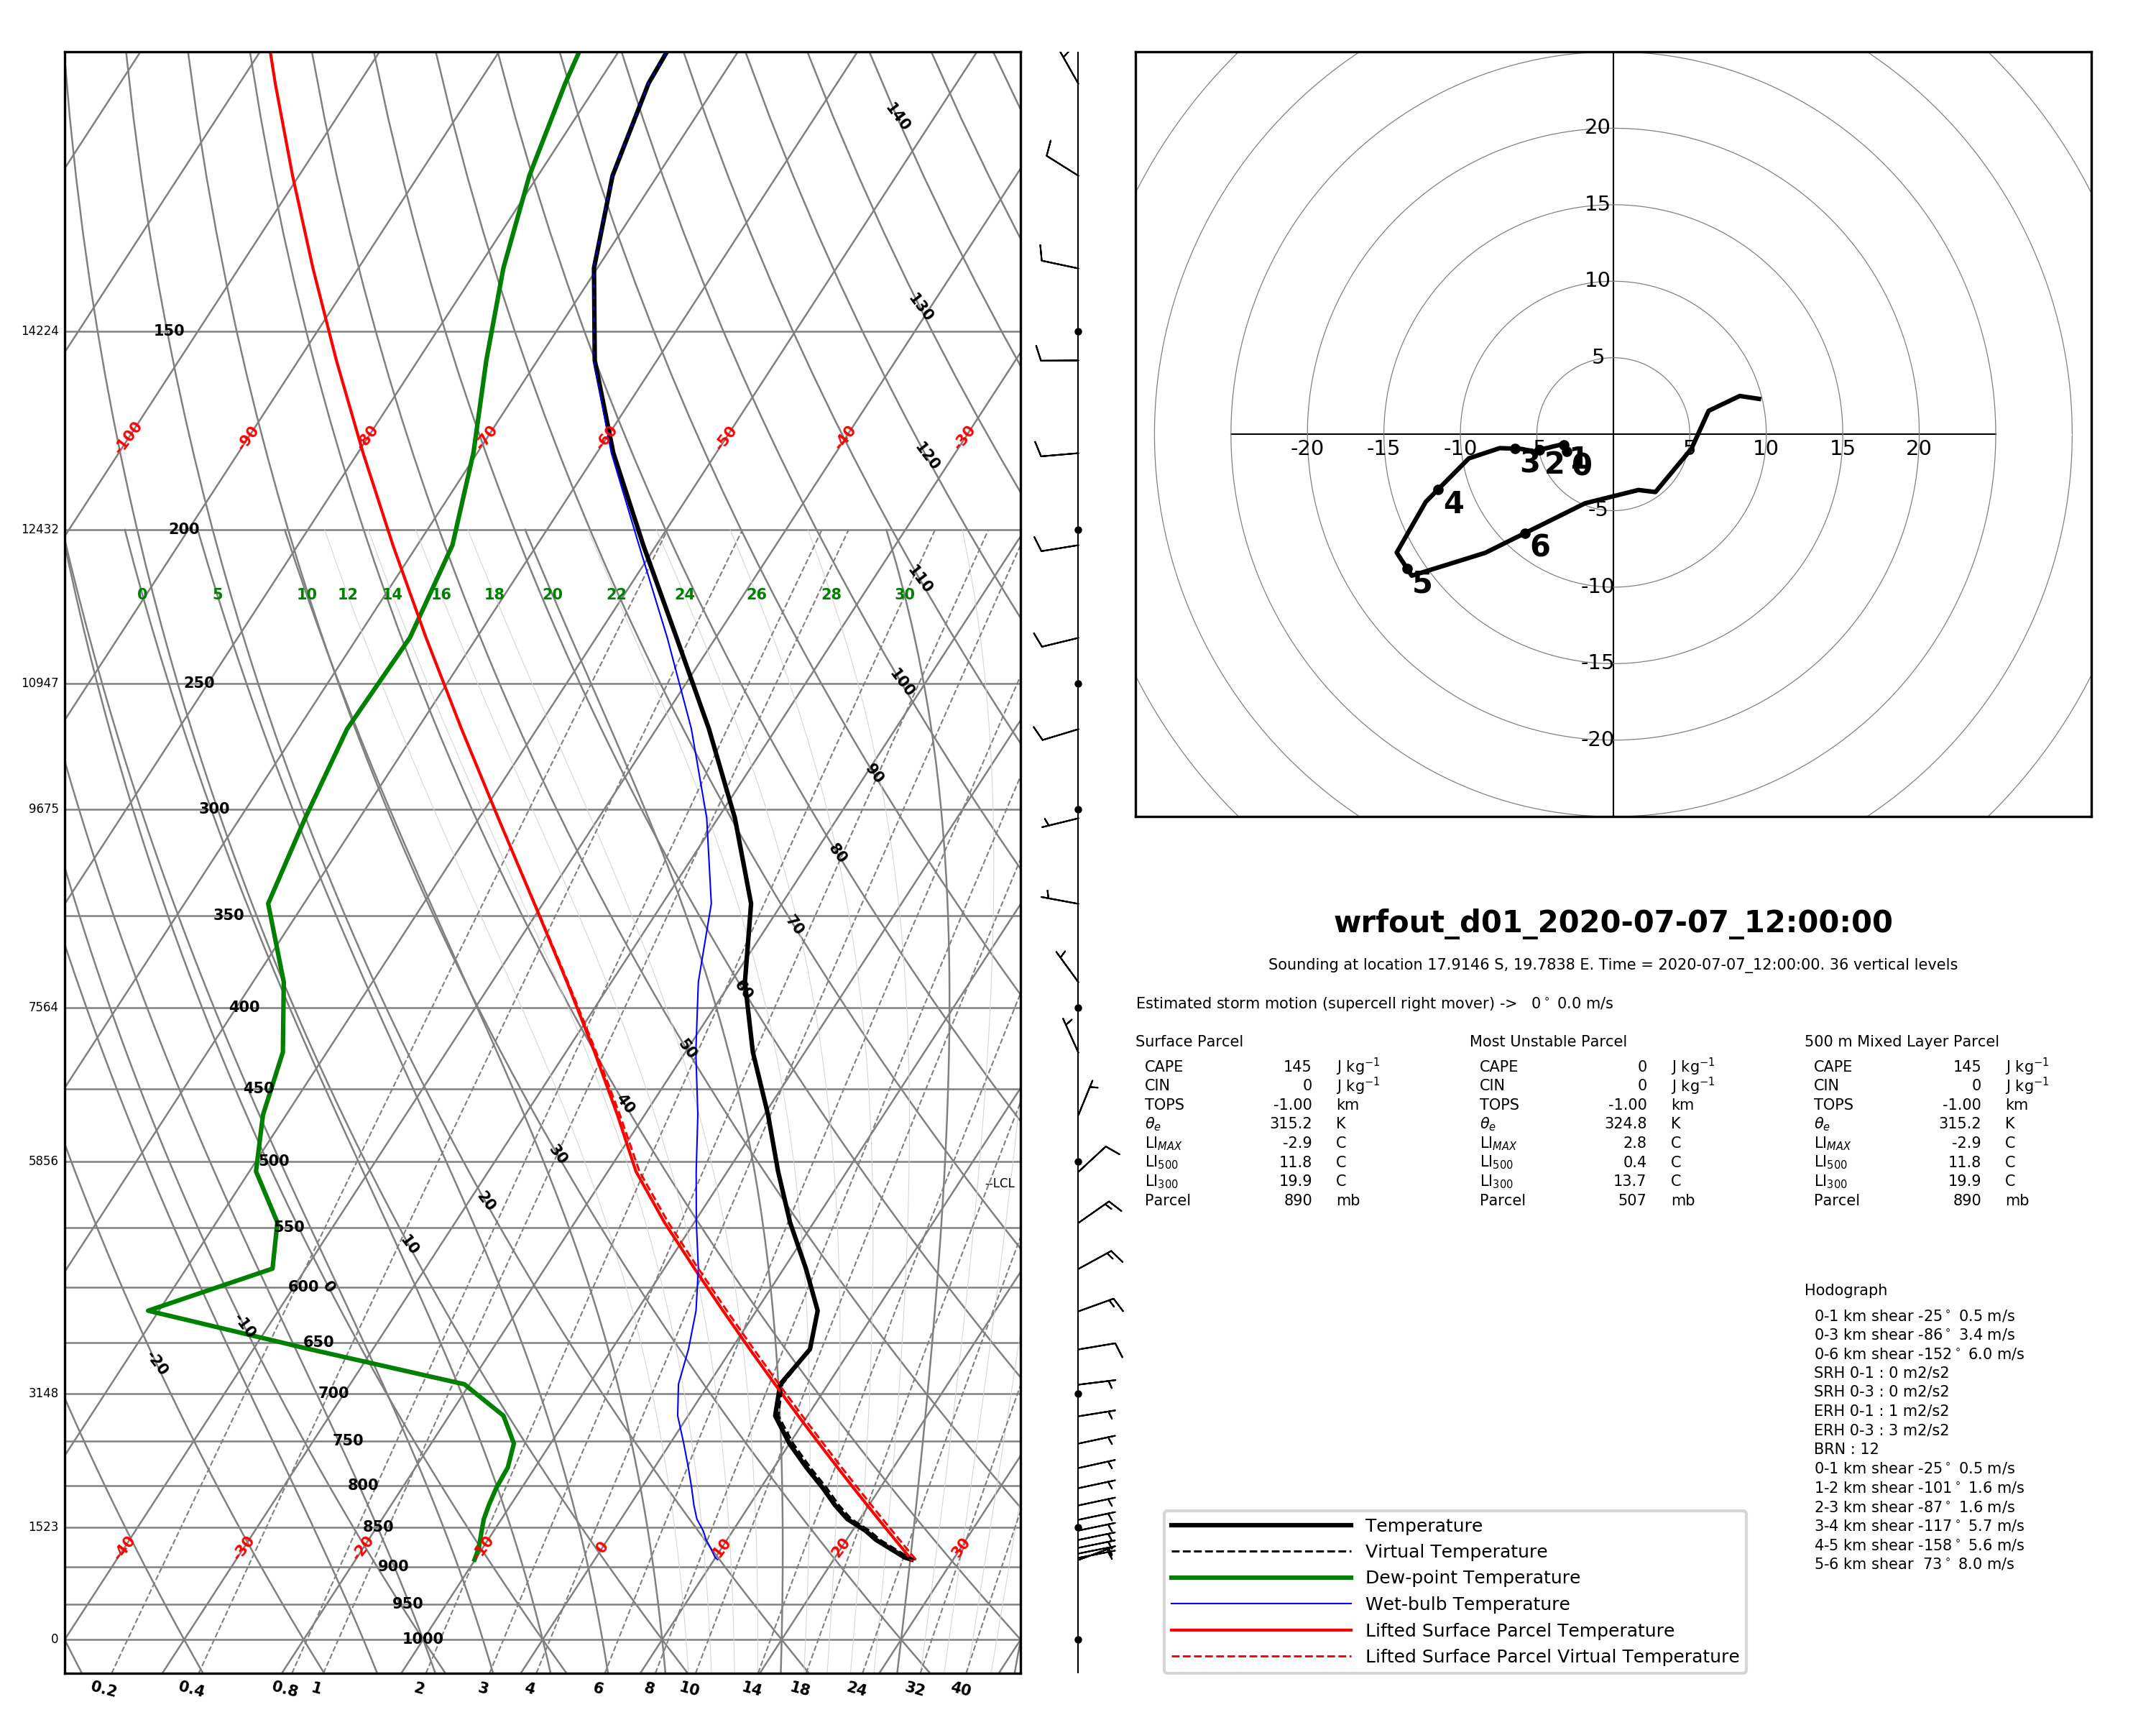 140
130
120
110
100
90
80
70
60
50
40
30
20
10
0
-10
-20
14224 150
-100 -90 -80 -70 -60 -50 -40 -30
12432 200
0 5 10 12 14 16 18 20 22 24 26 28 30
10947 250
9675 300
350
7564 400
450
5856 500
--LCL
550
600
650
3148 700
750
800
1523 850
-40 -30 -20 -10 0 10 20 30
900
950
0 1000
0.2 0.4 0.8 1 2 3 4 6 8 10 14 18 24 32 40
20
15
10
5
-20 -15 -10 -5 5 10 15 20
-5
-10
-15
-20
0
1
2
3
4
5
6
wrfout_d01_2020-07-07_12:00:00
Sounding at location 17.9146 S, 19.7838 E. Time = 2020-07-07_12:00:00. 36 vertical levels
Estimated storm motion (supercell right mover) -> 0° 0.0 m/s
Surface Parcel
CAPE 145 J kg⁻¹
CIN 0 J kg⁻¹
TOPS -1.00 km
θₑ 315.2 K
LI_MAX -2.9 C
LI₅₀₀ 11.8 C
LI₃₀₀ 19.9 C
Parcel 890 mb
Most Unstable Parcel
CAPE 0 J kg⁻¹
CIN 0 J kg⁻¹
TOPS -1.00 km
θₑ 324.8 K
LI_MAX 2.8 C
LI₅₀₀ 0.4 C
LI₃₀₀ 13.7 C
Parcel 507 mb
500 m Mixed Layer Parcel
CAPE 145 J kg⁻¹
CIN 0 J kg⁻¹
TOPS -1.00 km
θₑ 315.2 K
LI_MAX -2.9 C
LI₅₀₀ 11.8 C
LI₃₀₀ 19.9 C
Parcel 890 mb
Hodograph
0-1 km shear -25° 0.5 m/s
0-3 km shear -86° 3.4 m/s
0-6 km shear -152° 6.0 m/s
SRH 0-1 : 0 m2/s2
SRH 0-3 : 0 m2/s2
ERH 0-1 : 1 m2/s2
ERH 0-3 : 3 m2/s2
BRN : 12
0-1 km shear -25° 0.5 m/s
1-2 km shear -101° 1.6 m/s
2-3 km shear -87° 1.6 m/s
3-4 km shear -117° 5.7 m/s
4-5 km shear -158° 5.6 m/s
5-6 km shear 73° 8.0 m/s
Temperature
Virtual Temperature
Dew-point Temperature
Wet-bulb Temperature
Lifted Surface Parcel Temperature
Lifted Surface Parcel Virtual Temperature